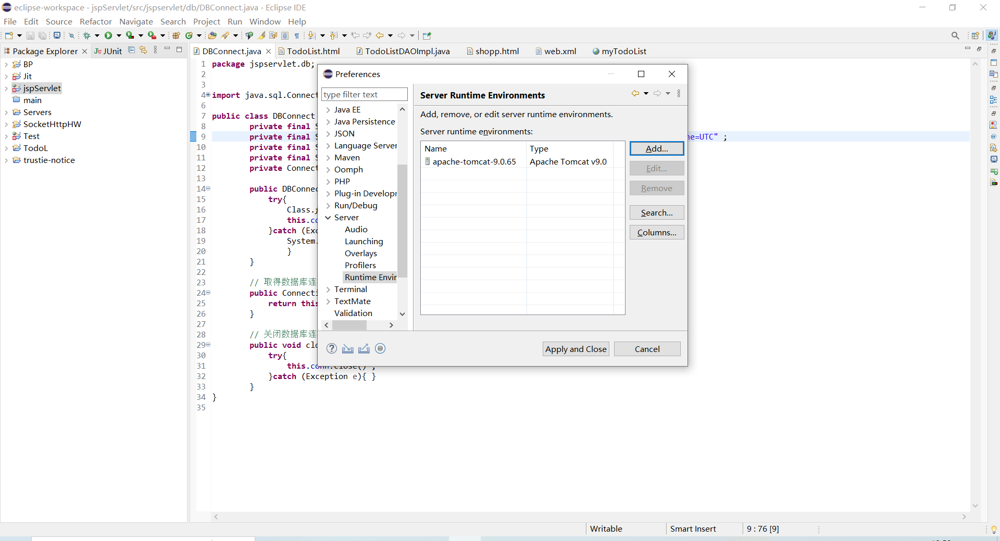 eclipse-workspace - jspServlet/src/jspservlet/db/DBConnect.java - Eclipse IDE
File Edit Source Refactor Navigate Search Project Run Window Help
Package Explorer
JUnit
BP
Jit
jspServlet
main
Servers
SocketHttpHW
Test
TodoL
trustie-notice
DBConnect.java
TodoList.html
TodoListDAOImpl.java
shopp.html
web.xml
myTodoList
1 package jspservlet.db;
2
3
4 import java.sql.Connect
6
7 public class DBConnect
8 private final S
9 private final S ne=UTC" ;
10 private final S
11 private final S
12 private Connect
13
14 public DBConnec
15 try{
16 Class.f
17 this.co
18 }catch (Exc
19 System.
20 }
21 }
22
23 // 取得数据库连
24 public Connecti
25 return this
26 }
27
28 // 关闭数据库连
29 public void clo
30 try{
31 this.conn.close() ;
32 }catch (Exception e){ }
33 }
34 }
35
Preferences
type filter text
Java EE
Java Persistence
JSON
Language Server
Maven
Oomph
PHP
Plug-in Developm
Run/Debug
Server
Audio
Launching
Overlays
Profilers
Runtime Envir
Terminal
TextMate
Validation
Server Runtime Environments
Add, remove, or edit server runtime environments.
Server runtime environments:
Name Type
apache-tomcat-9.0.65 Apache Tomcat v9.0
Add...
Edit...
Remove
Search...
Columns...
Apply and Close
Cancel
Writable
Smart Insert
9 : 76 [9]